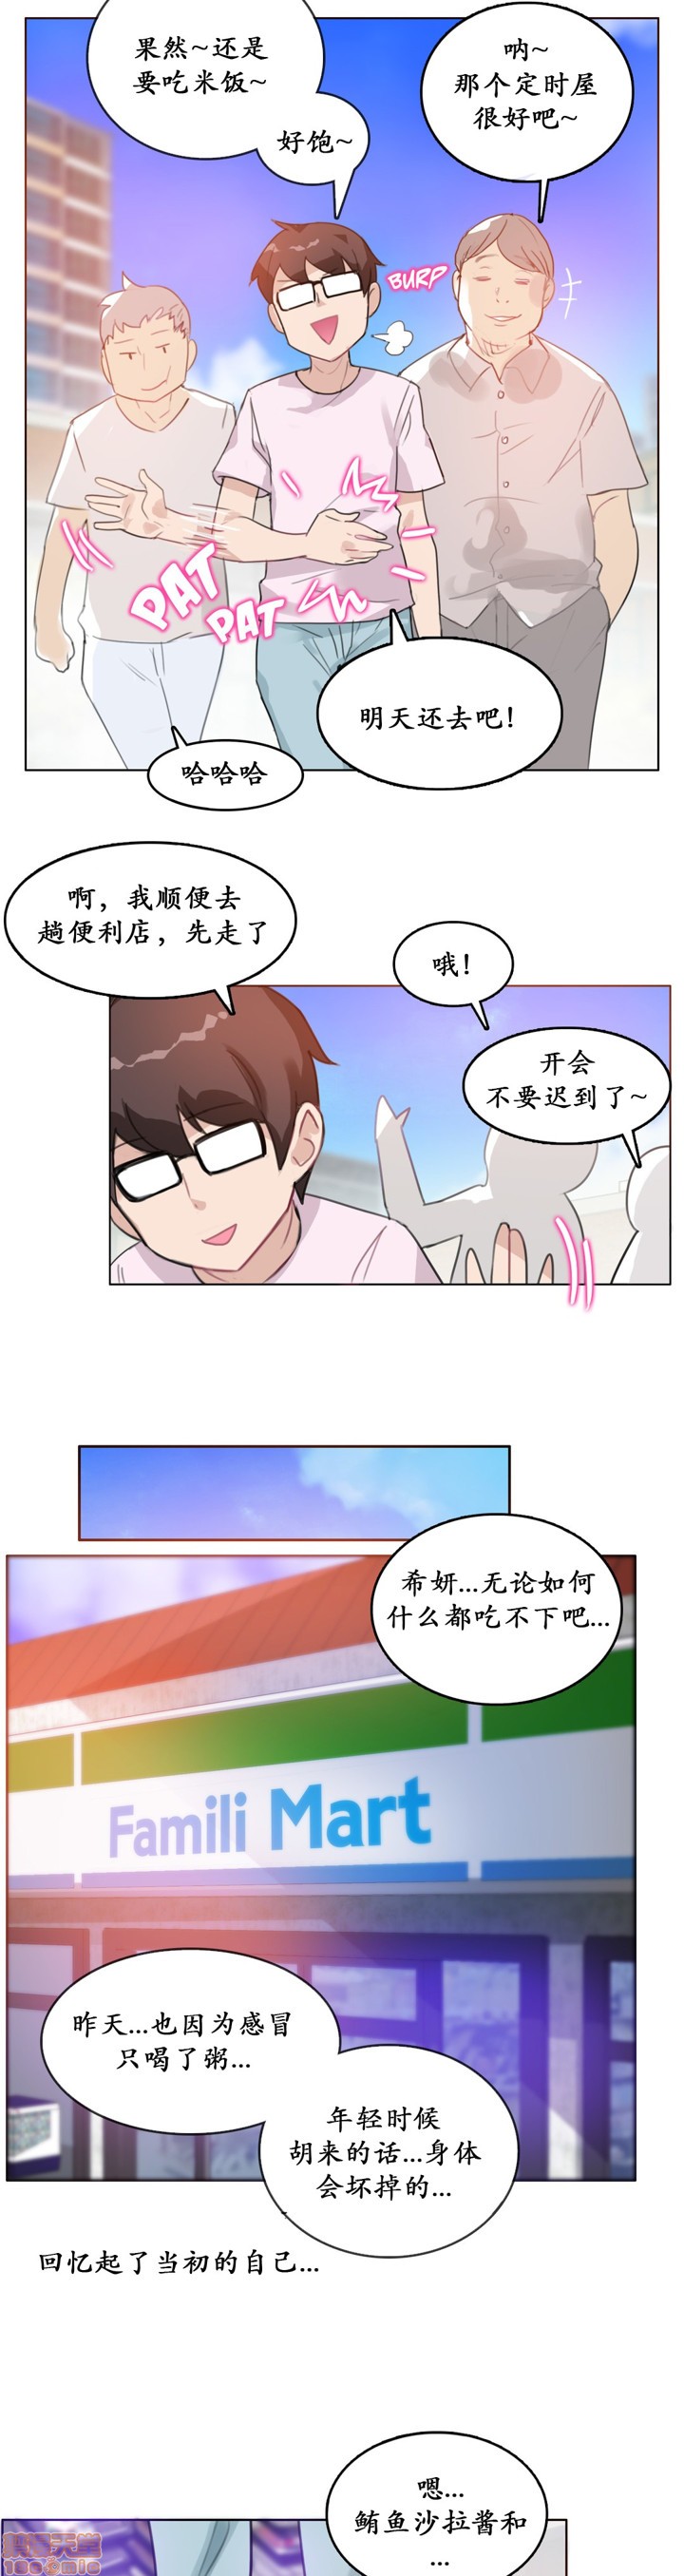 果然~还是
要吃米饭~
好饱~
呐~
那个定时屋
很好吧~
BURP
PAT
PAT
明天还去吧!
哈哈哈
啊，我顺便去
趟便利店，先走了
哦!
开会
不要迟到了~
希妍...无论如何
什么都吃不下吧...
Famili Mart
昨天...也因为感冒
只喝了粥...
年轻时候
胡来的话...身体
会坏掉的...
回忆起了当初的自己...
嗯...
鲔鱼沙拉酱和
...